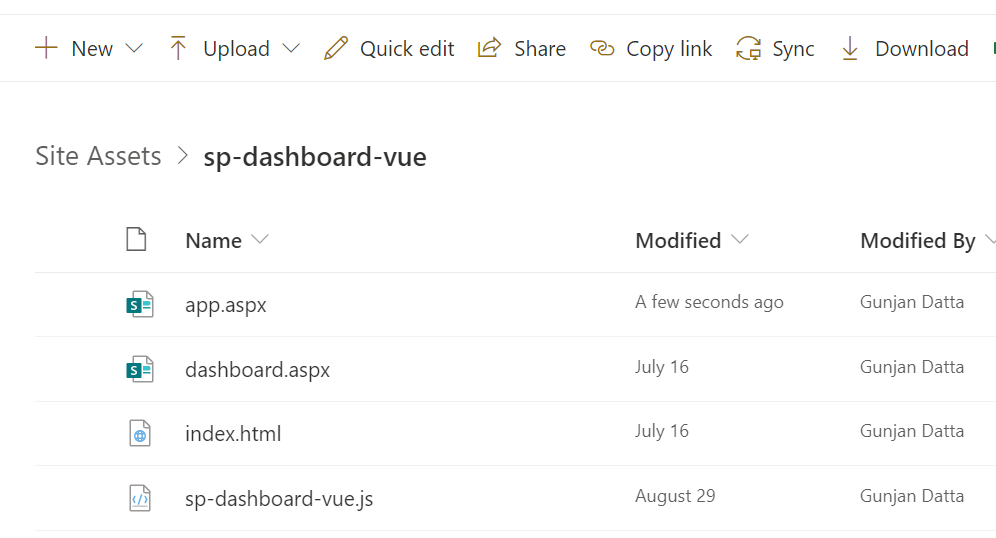 New Upload Quick edit Share Copy link Sync Download
Site Assets > sp-dashboard-vue
Name Modified Modified By
app.aspx A few seconds ago Gunjan Datta
dashboard.aspx July 16 Gunjan Datta
index.html July 16 Gunjan Datta
sp-dashboard-vue.js August 29 Gunjan Datta